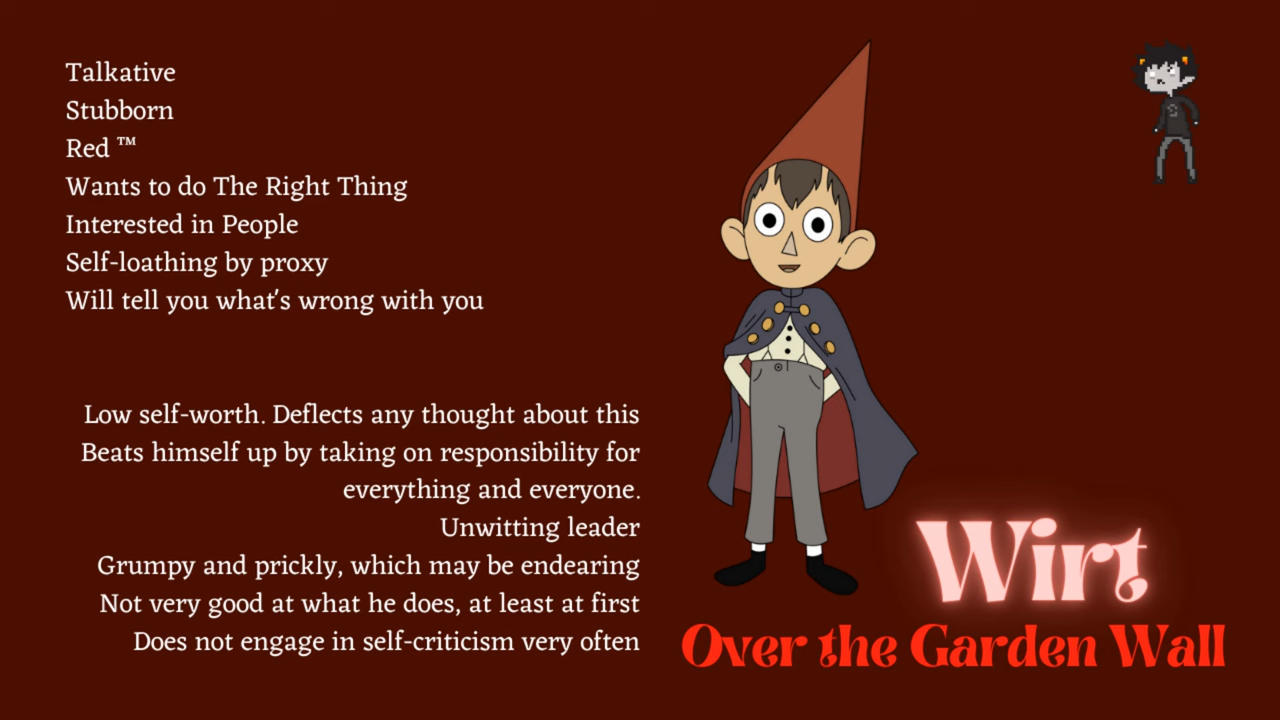 Talkative
Stubborn
Red ™
Wants to do The Right Thing
Interested in People
Self-loathing by proxy
Will tell you what's wrong with you
Low self-worth. Deflects any thought about this
Beats himself up by taking on responsibility for
everything and everyone.
Unwitting leader
Grumpy and prickly, which may be endearing
Not very good at what he does, at least at first
Does not engage in self-criticism very often
Wirt
Over the Garden Wall